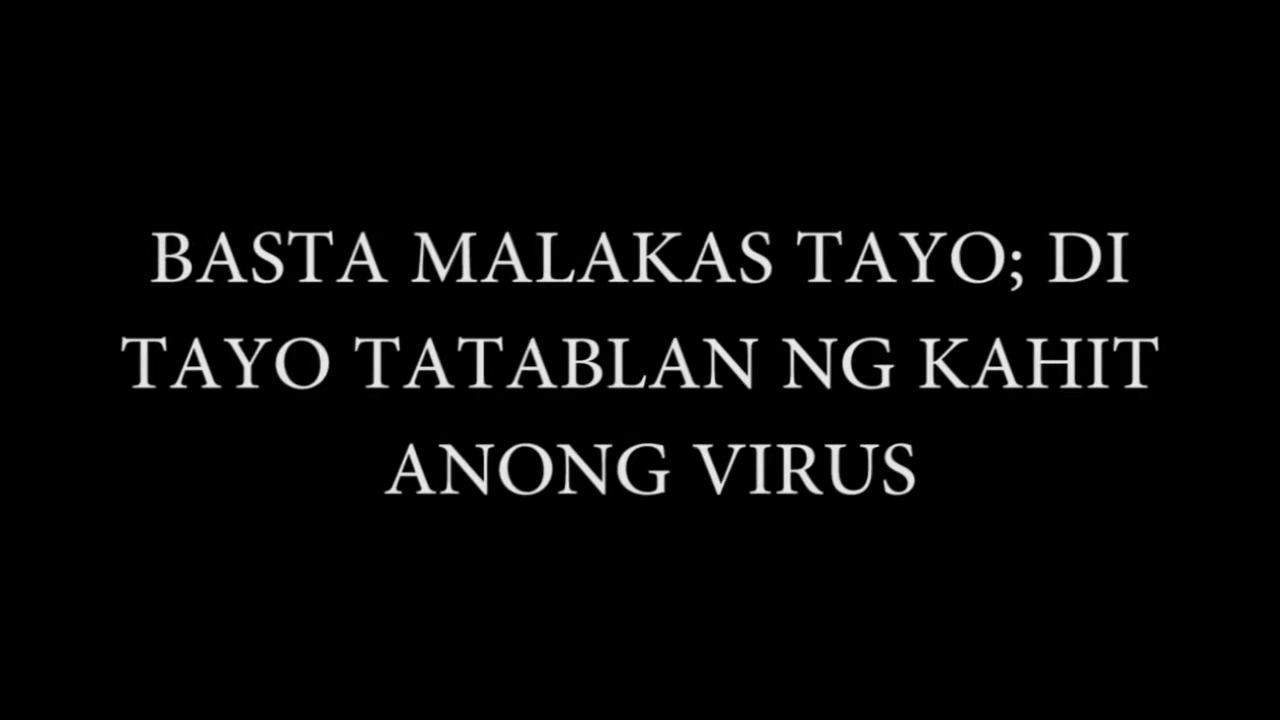 BASTA MALAKAS TAYO; DI
TAYO TATABLAN NG KAHIT
ANONG VIRUS